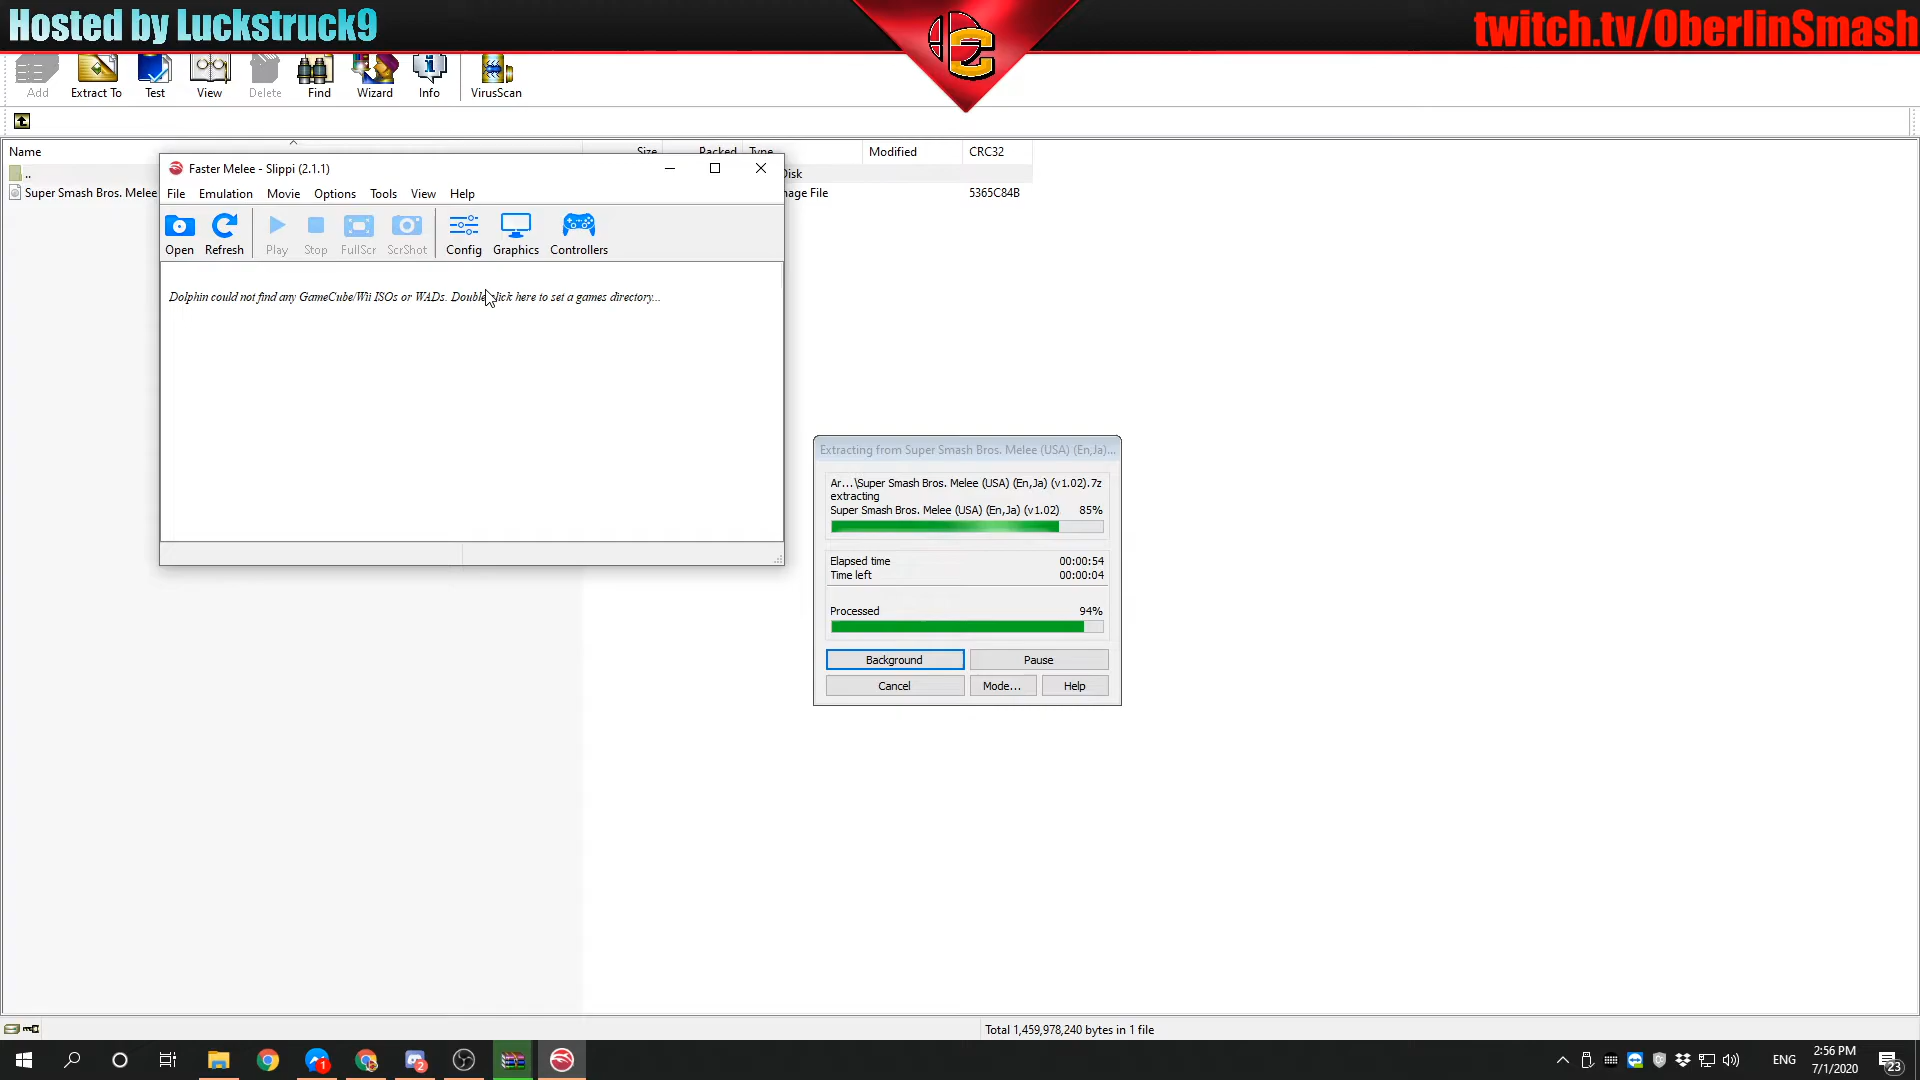 Hosted by Luckstruck9
twitch.tv/OberlinSmash
Add
Extract To
Test
View
Delete
Find
Wizard
Info
VirusScan
Name
Size
Packed
Type
Modified
CRC32
..
Disk
Super Smash Bros. Melee
mage File
5365C84B
Faster Melee - Slippi (2.1.1)
File Emulation Movie Options Tools View Help
Open
Refresh
Play
Stop
FullScr
ScrShot
Config
Graphics
Controllers
Dolphin could not find any GameCube/Wii ISOs or WADs. Double-click here to set a games directory...
Extracting from Super Smash Bros. Melee (USA) (En,Ja)...
Ar...\Super Smash Bros. Melee (USA) (En,Ja) (v1.02).7z
extracting
Super Smash Bros. Melee (USA) (En,Ja) (v1.02) 85%
Elapsed time 00:00:54
Time left 00:00:04
Processed 94%
Background
Pause
Cancel
Mode...
Help
Total 1,459,978,240 bytes in 1 file
1
2
ENG
2:56 PM
7/1/2020
23